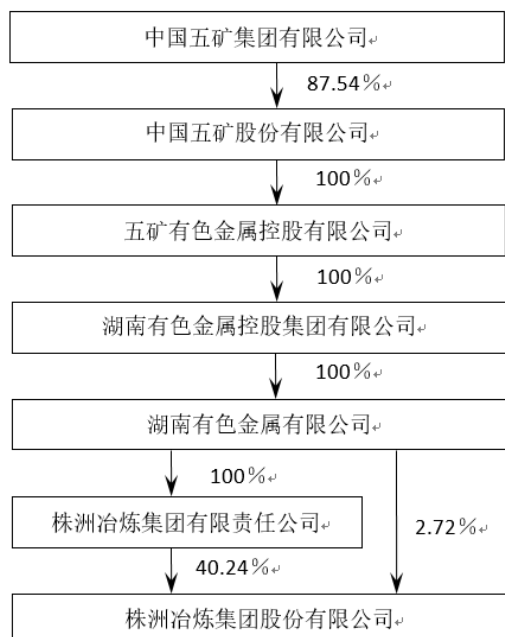 中国五矿集团有限公司
87.54%
中国五矿股份有限公司
100%
五矿有色金属控股有限公司
100%
湖南有色金属控股集团有限公司
100%
湖南有色金属有限公司
100%
株洲冶炼集团有限责任公司
2.72%
40.24%
株洲冶炼集团股份有限公司